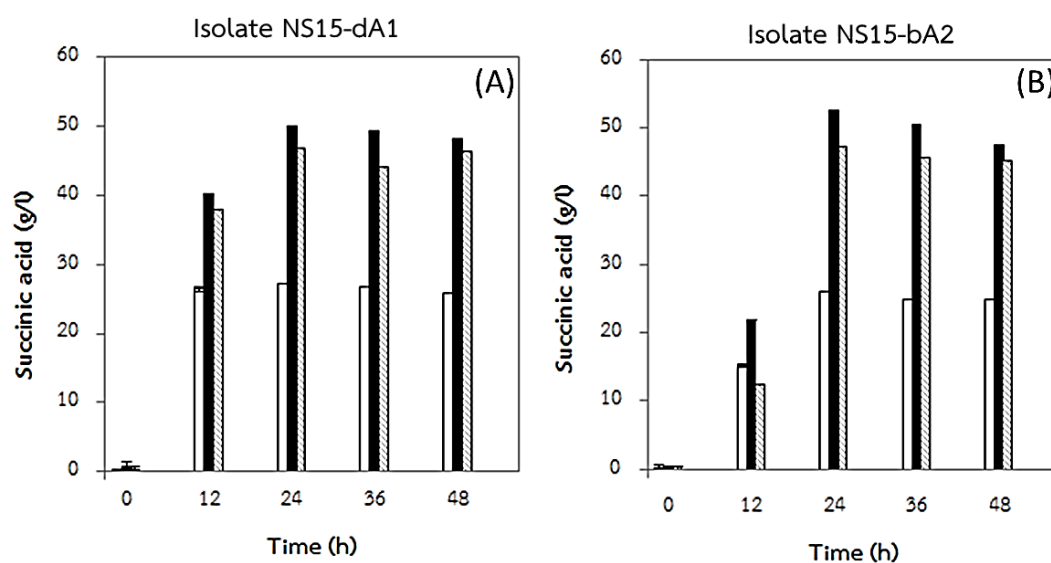 Isolate NS15-dA1
(A)
Succinic acid (g/l)
60
50
40
30
20
10
0
0 12 24 36 48
Time (h)
Isolate NS15-bA2
(B)
Succinic acid (g/l)
60
50
40
30
20
10
0
0 12 24 36 48
Time (h)